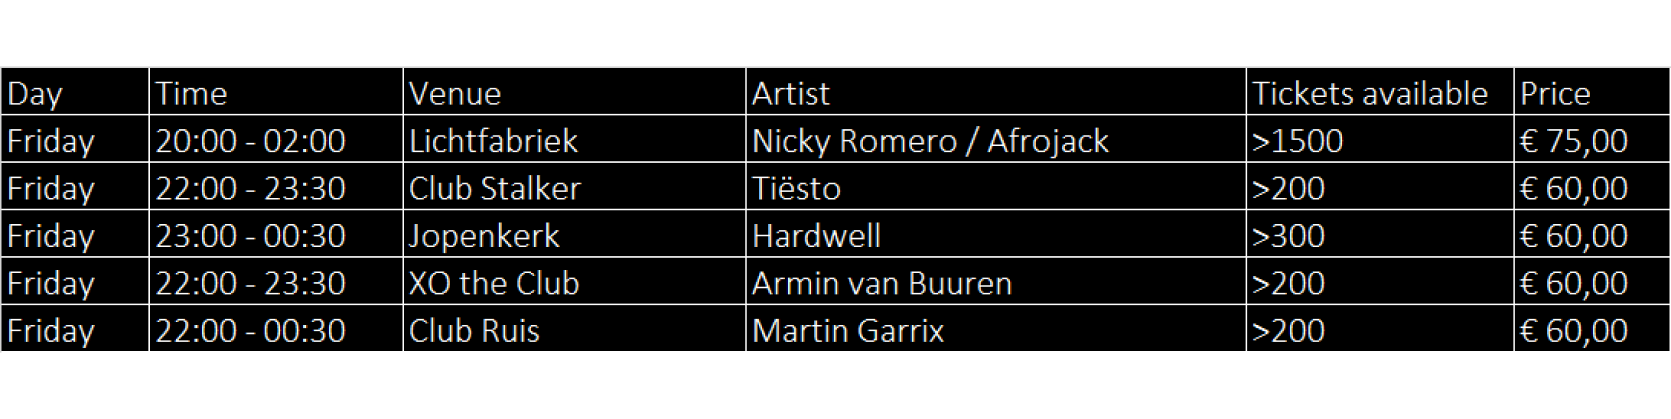 Day Time Venue Artist Tickets available Price
Friday 20:00 - 02:00 Lichtfabriek Nicky Romero / Afrojack >1500 € 75,00
Friday 22:00 - 23:30 Club Stalker Tiësto >200 € 60,00
Friday 23:00 - 00:30 Jopenkerk Hardwell >300 € 60,00
Friday 22:00 - 23:30 XO the Club Armin van Buuren >200 € 60,00
Friday 22:00 - 00:30 Club Ruis Martin Garrix >200 € 60,00